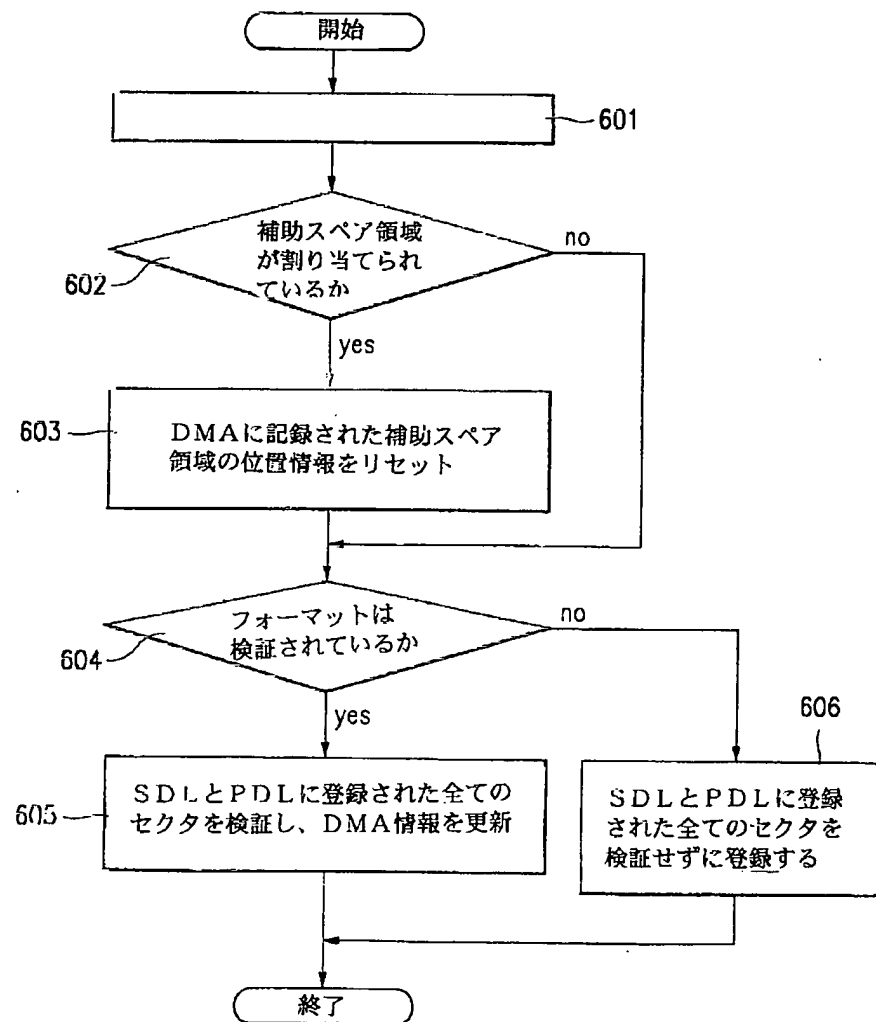 開始
601
補助スペア領域
が割り当てられ
ているか
no
602
yes
603
ＤＭＡに記録された補助スペア
領域の位置情報をリセット
フォーマットは
検証されているか
no
604
yes
606
605
ＳＤＬとＰＤＬに登録された全ての
セクタを検証し、ＤＭＡ情報を更新
ＳＤＬとＰＤＬに登録
された全てのセクタを
検証せずに登録する
終了